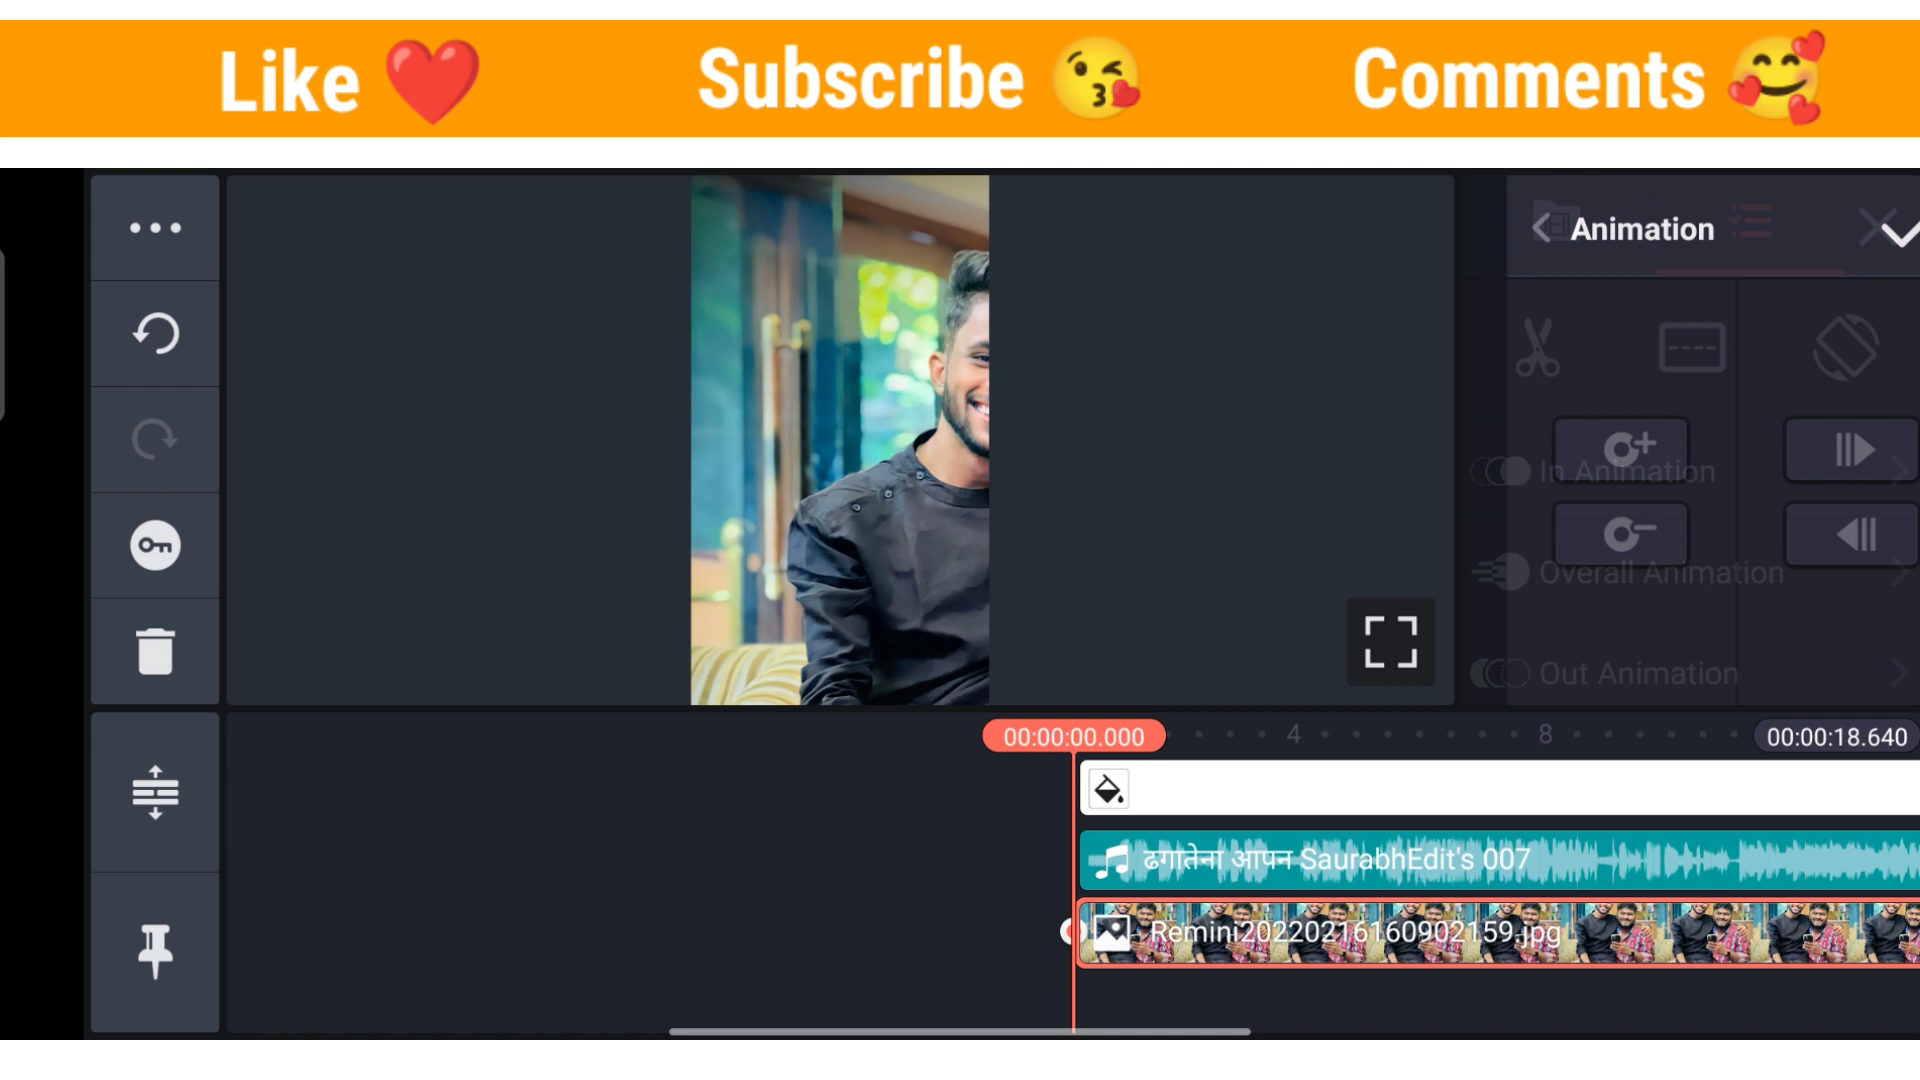 Like ❤️ Subscribe 😘 Comments 🥰
Animation
In Animation
Overall Animation
Out Animation
00:00:00.000 4 8 00:00:18.640
ढगातेना आपन SaurabhEdit's 007
Remini20220216160902159.jpg